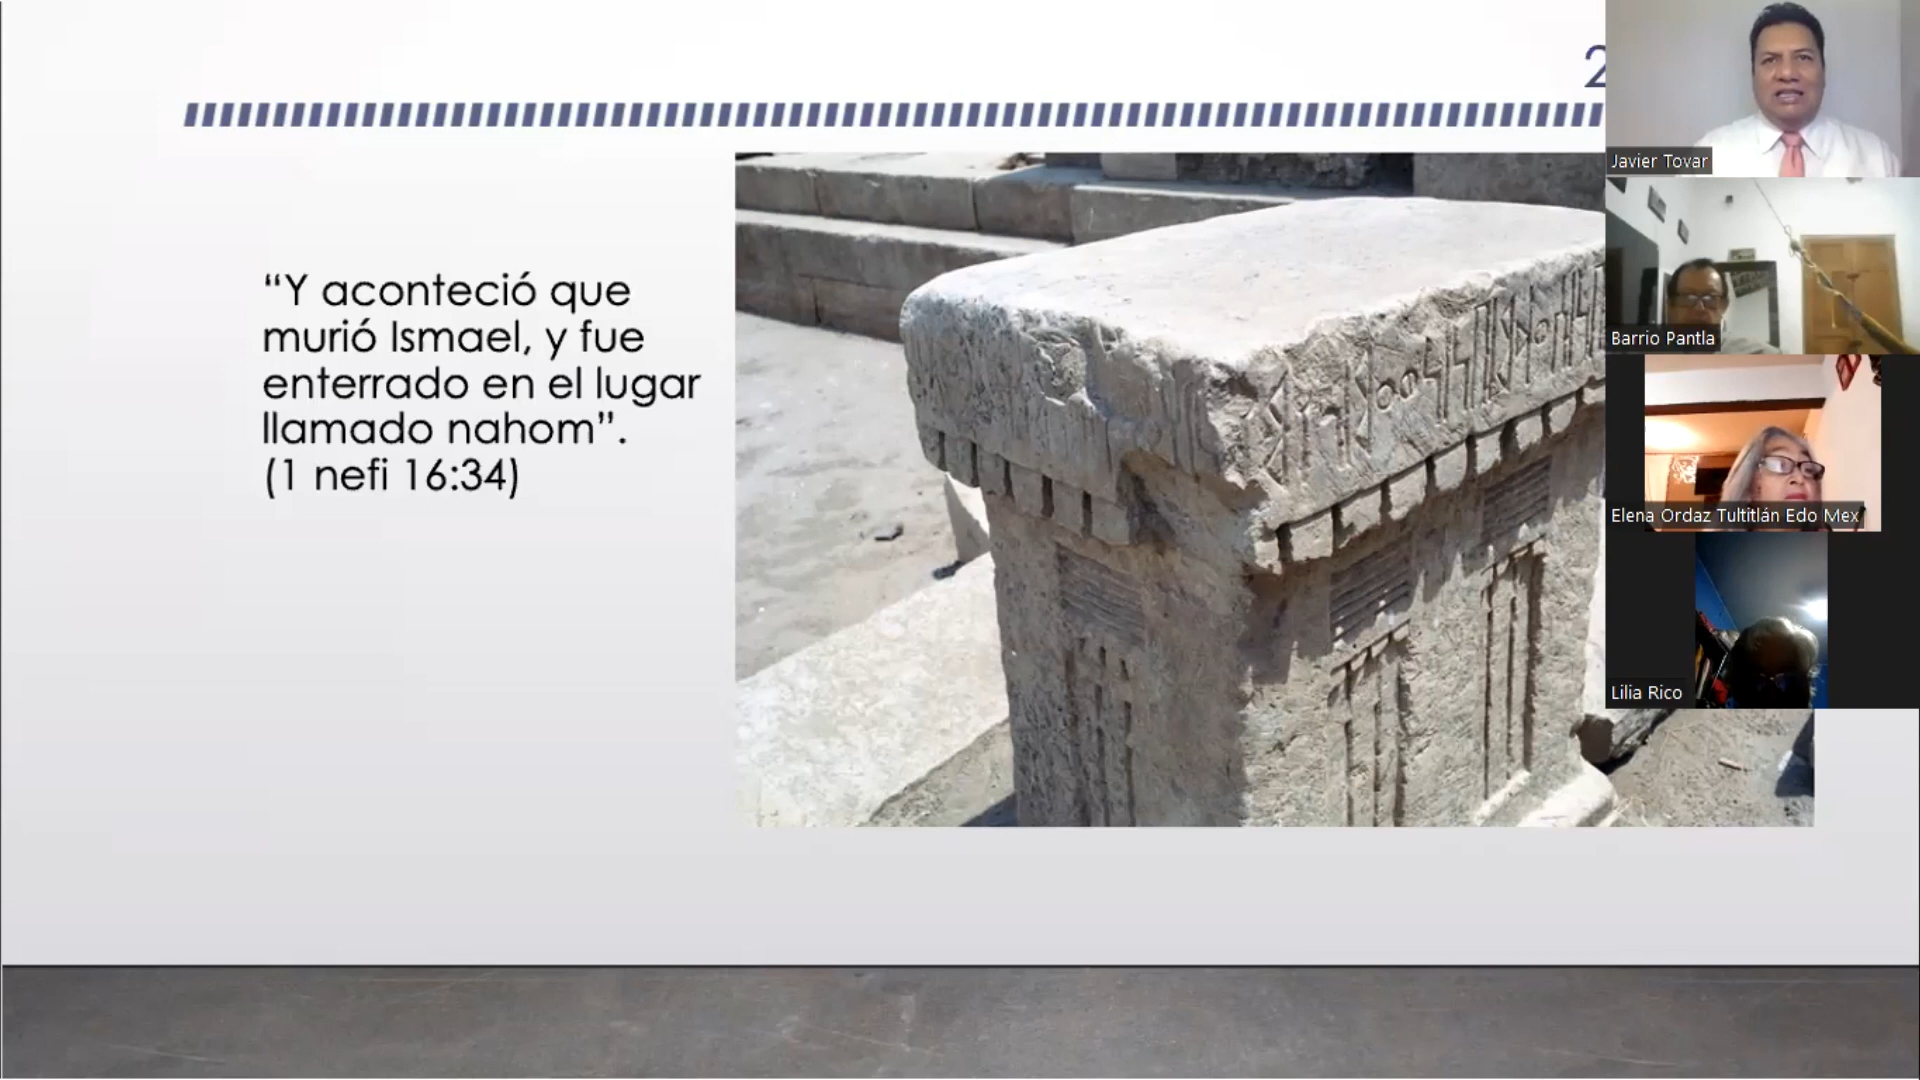 2
“Y aconteció que
murió Ismael, y fue
enterrado en el lugar
llamado nahom”.
(1 nefi 16:34)
Javier Tovar
Barrio Pantla
Elena Ordaz Tultitlán Edo Mex
Lilia Rico